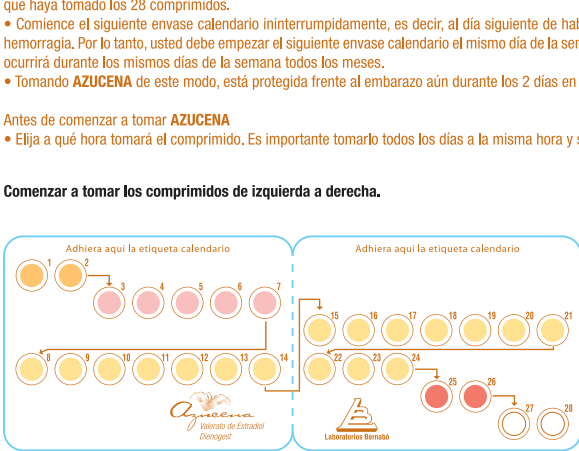 que haya tomado los 28 comprimidos.
• Comience el siguiente envase calendario ininterrumpidamente, es decir, al día siguiente de hab
hemorragia. Por lo tanto, usted debe empezar el siguiente envase calendario el mismo día de la sem
ocurrirá durante los mismos días de la semana todos los meses.
• Tomando AZUCENA de este modo, está protegida frente al embarazo aún durante los 2 días en
Antes de comenzar a tomar AZUCENA
• Elija a qué hora tomará el comprimido. Es importante tomarlo todos los días a la misma hora y s
Comenzar a tomar los comprimidos de izquierda a derecha.
Adhiera aqui la etiqueta calendario
1 2
3 4 5 6 7
8 9 10 11 12 13 14
Azucena
Valerato de Estradiol
Dienogest
Adhiera aqui la etiqueta calendario
15 16 17 18 19 20 21
22 23 24
25 26
27 28
Laboratorios Bernabó